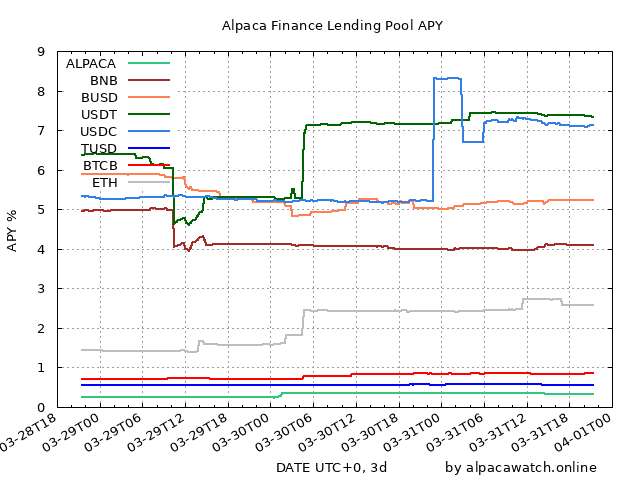 Alpaca Finance Lending Pool APY
APY %
9
8
7
6
5
4
3
2
1
0
ALPACA
BNB
BUSD
USDT
USDC
TUSD
BTCB
ETH
03-28T18
03-29T00
03-29T06
03-29T12
03-29T18
03-30T00
03-30T06
03-30T12
03-30T18
03-31T00
03-31T06
03-31T12
03-31T18
04-01T00
DATE UTC+0, 3d
by alpacawatch.online